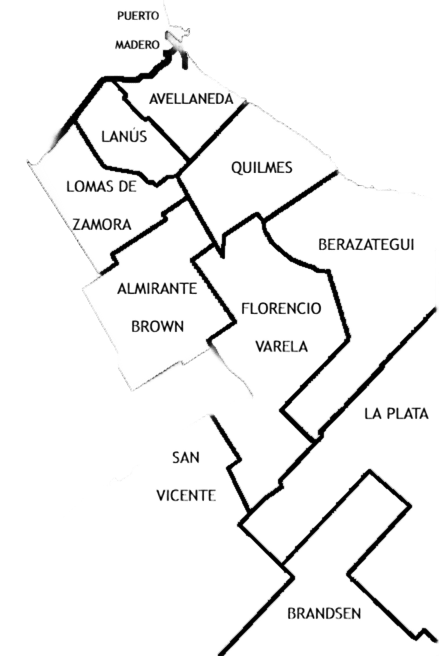 PUERTO
MADERO
AVELLANEDA
LANÚS
QUILMES
LOMAS DE
ZAMORA
BERAZATEGUI
ALMIRANTE
BROWN
FLORENCIO
VARELA
LA PLATA
SAN
VICENTE
BRANDSEN